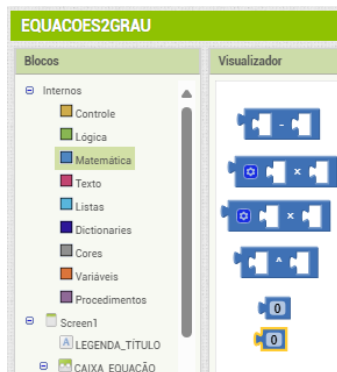 EQUACOES2GRAU
Blocos
Visualizador
Internos
Controle
Lógica
Matemática
Texto
Listas
Dictionaries
Cores
Variáveis
Procedimentos
Screen1
LEGENDA_TÍTULO
CAIXA_EQUAÇÃO
-
×
×
^
0
0